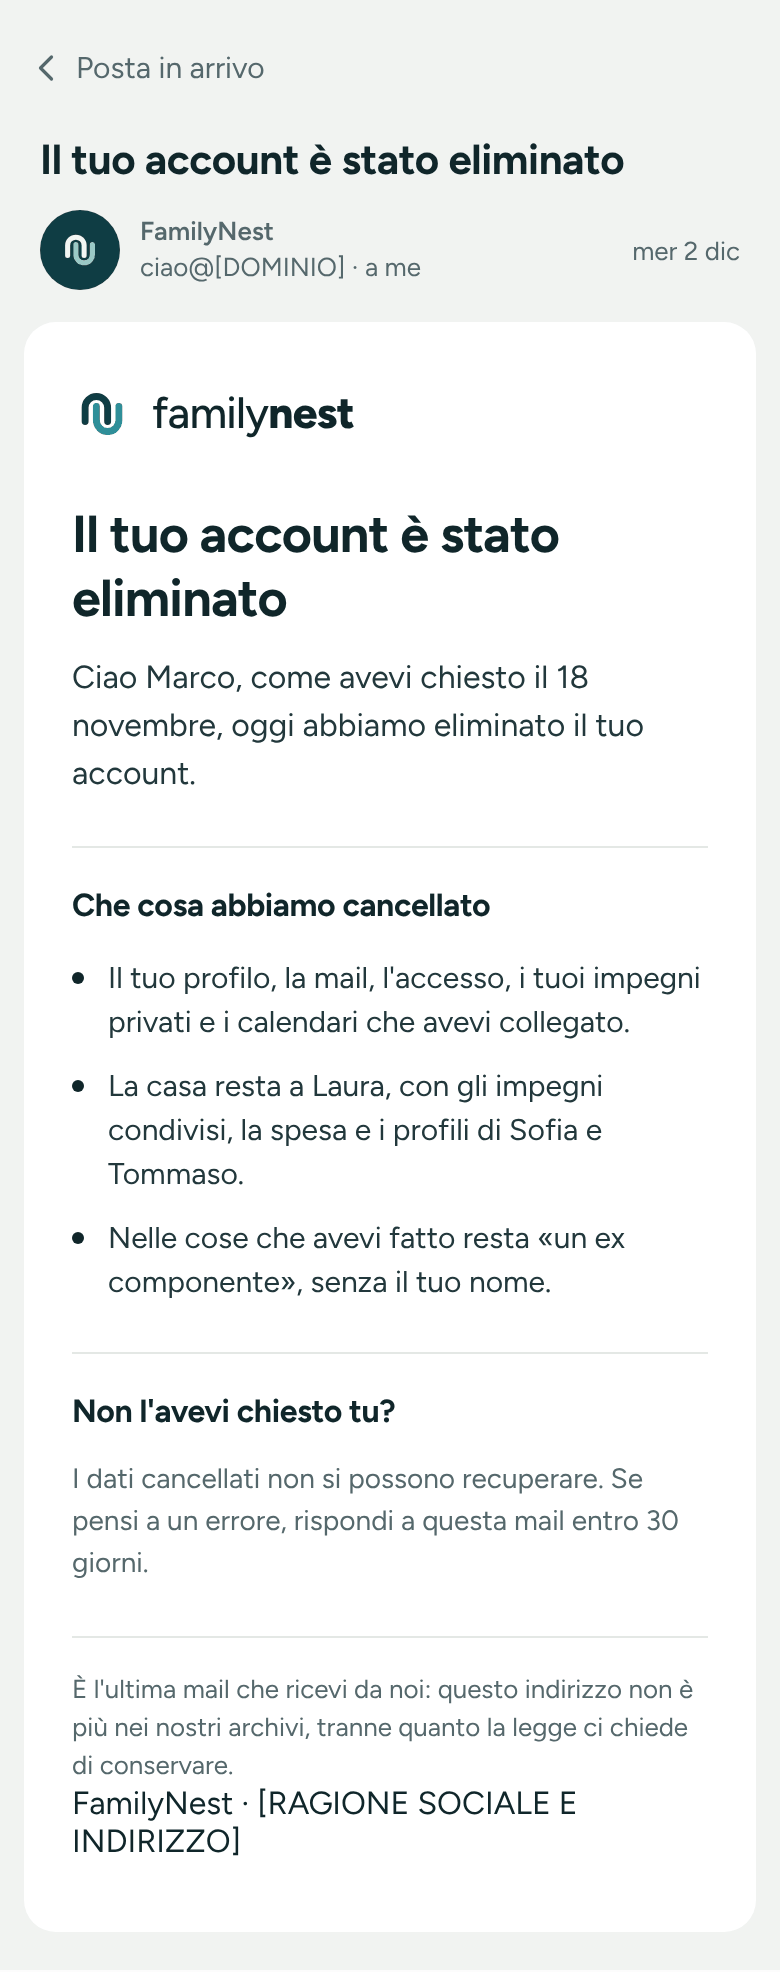 Posta in arrivo
Il tuo account è stato eliminato
FamilyNest
ciao@[DOMINIO] · a me
mer 2 dic
familynest
Il tuo account è stato
eliminato
Ciao Marco, come avevi chiesto il 18
novembre, oggi abbiamo eliminato il tuo
account.
Che cosa abbiamo cancellato
Il tuo profilo, la mail, l'accesso, i tuoi impegni
privati e i calendari che avevi collegato.
La casa resta a Laura, con gli impegni
condivisi, la spesa e i profili di Sofia e
Tommaso.
Nelle cose che avevi fatto resta «un ex
componente», senza il tuo nome.
Non l'avevi chiesto tu?
I dati cancellati non si possono recuperare. Se
pensi a un errore, rispondi a questa mail entro 30
giorni.
È l'ultima mail che ricevi da noi: questo indirizzo non è
più nei nostri archivi, tranne quanto la legge ci chiede
di conservare.
FamilyNest · [RAGIONE SOCIALE E
INDIRIZZO]